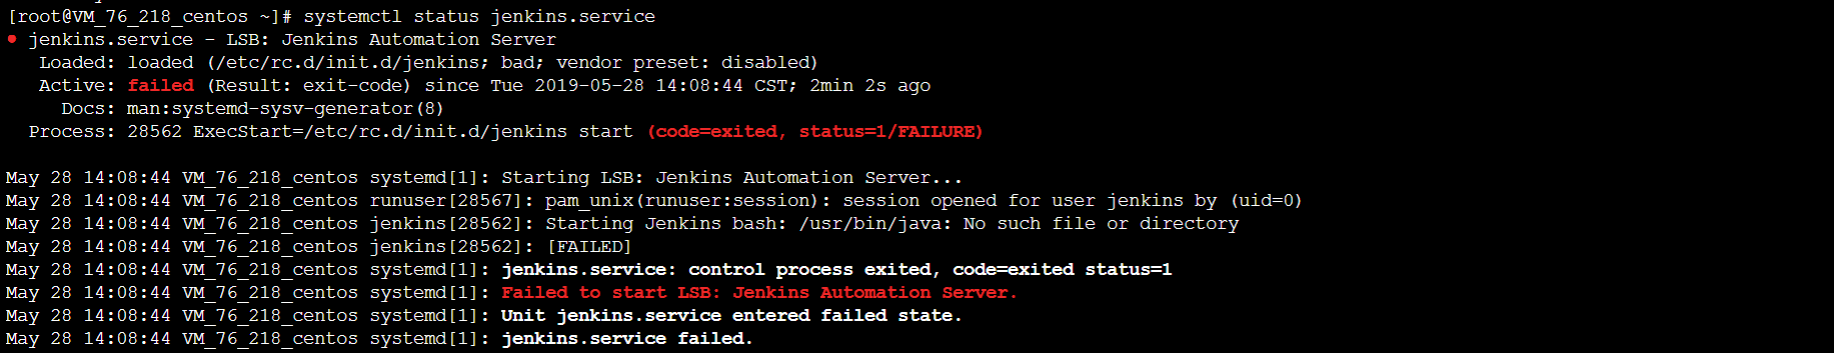 [root@VM_76_218_centos ~]# systemctl status jenkins.service
● jenkins.service - LSB: Jenkins Automation Server
Loaded: loaded (/etc/rc.d/init.d/jenkins; bad; vendor preset: disabled)
Active: failed (Result: exit-code) since Tue 2019-05-28 14:08:44 CST; 2min 2s ago
Docs: man:systemd-sysv-generator(8)
Process: 28562 ExecStart=/etc/rc.d/init.d/jenkins start (code=exited, status=1/FAILURE)
May 28 14:08:44 VM_76_218_centos systemd[1]: Starting LSB: Jenkins Automation Server...
May 28 14:08:44 VM_76_218_centos runuser[28567]: pam_unix(runuser:session): session opened for user jenkins by (uid=0)
May 28 14:08:44 VM_76_218_centos jenkins[28562]: Starting Jenkins bash: /usr/bin/java: No such file or directory
May 28 14:08:44 VM_76_218_centos jenkins[28562]: [FAILED]
May 28 14:08:44 VM_76_218_centos systemd[1]: jenkins.service: control process exited, code=exited status=1
May 28 14:08:44 VM_76_218_centos systemd[1]: Failed to start LSB: Jenkins Automation Server.
May 28 14:08:44 VM_76_218_centos systemd[1]: Unit jenkins.service entered failed state.
May 28 14:08:44 VM_76_218_centos systemd[1]: jenkins.service failed.